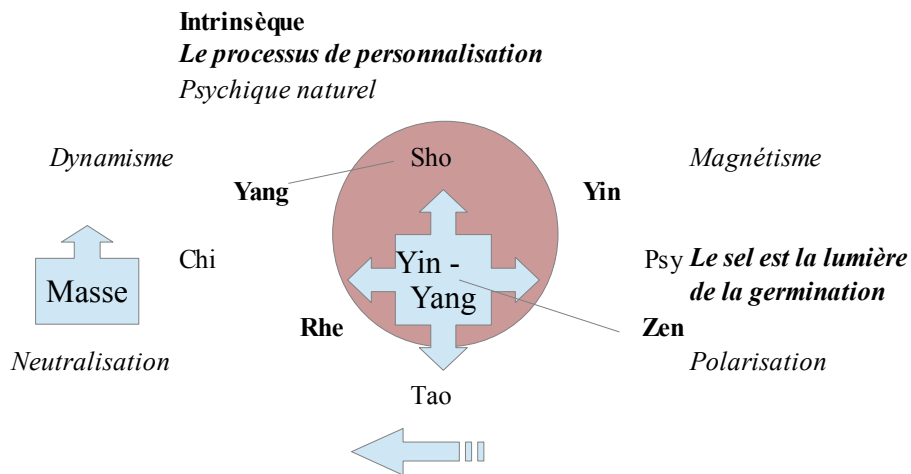 Intrinsèque
Le processus de personnalisation
Psychique naturel
Dynamisme
Sho
Magnétisme
Yang
Yin
Chi
Yin -
Yang
Psy
Le sel est la lumière
de la germination
Masse
Rhe
Zen
Neutralisation
Polarisation
Tao